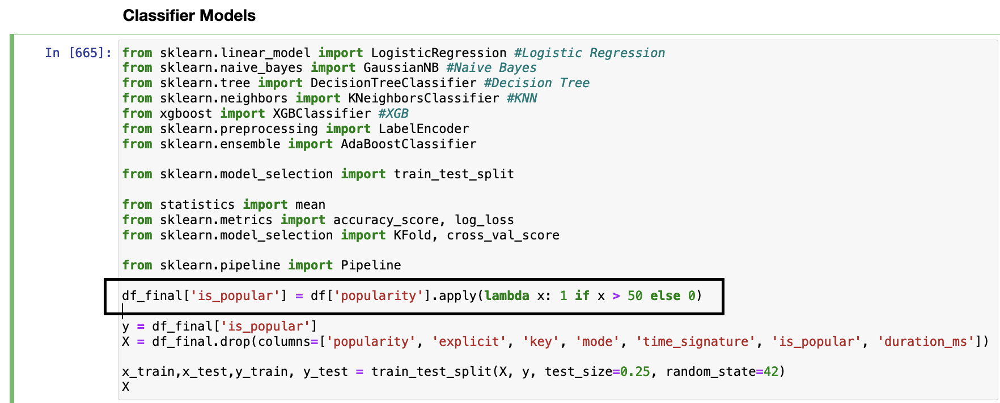 Classifier Models
In [665]:
from sklearn.linear_model import LogisticRegression #Logistic Regression
from sklearn.naive_bayes import GaussianNB #Naive Bayes
from sklearn.tree import DecisionTreeClassifier #Decision Tree
from sklearn.neighbors import KNeighborsClassifier #KNN
from xgboost import XGBClassifier #XGB
from sklearn.preprocessing import LabelEncoder
from sklearn.ensemble import AdaBoostClassifier
from sklearn.model_selection import train_test_split
from statistics import mean
from sklearn.metrics import accuracy_score, log_loss
from sklearn.model_selection import KFold, cross_val_score
from sklearn.pipeline import Pipeline
df_final['is_popular'] = df['popularity'].apply(lambda x: 1 if x > 50 else 0)
y = df_final['is_popular']
X = df_final.drop(columns=['popularity', 'explicit', 'key', 'mode', 'time_signature', 'is_popular', 'duration_ms'])
x_train,x_test,y_train, y_test = train_test_split(X, y, test_size=0.25, random_state=42)
X